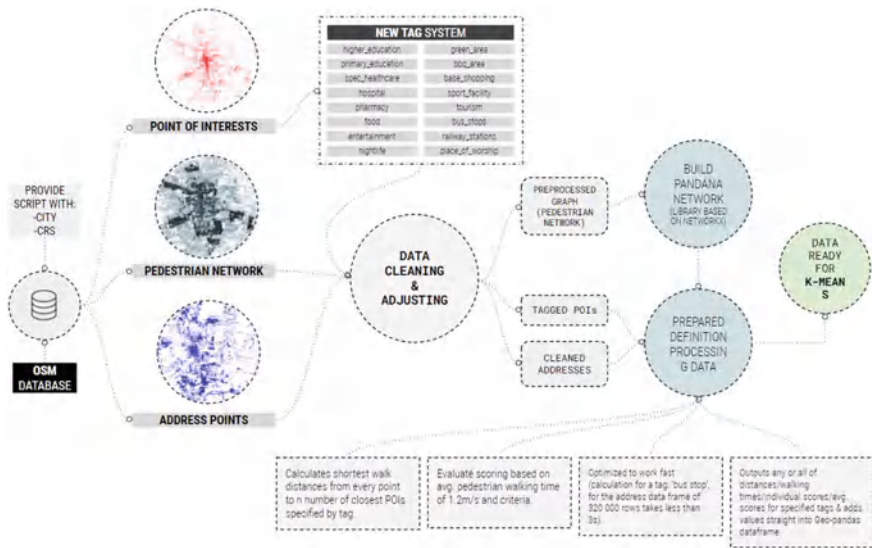 NEW TAG SYSTEM
higher_education
green_area
primary_education
bbq_area
spec_healthcare
base_shopping
hospital
sport_facility
pharmacy
tourism
food
bus_stops
entertainment
railway_stations
nightlife
place_of_worship
POINT OF INTERESTS
PROVIDE
SCRIPT WITH:
-CITY
-CRS
OSM
DATABASE
PEDESTRIAN NETWORK
ADDRESS POINTS
DATA
CLEANING
&
ADJUSTING
PREPROCESSED
GRAPH
(PEDESTRIAN
NETWORK)
TAGGED POIs
CLEANED
ADDRESSES
BUILD
PANDANA
NETWORK
(LIBRARY BASED
ON NETWORKX)
PREPARED
DEFINITION
PROCESSIN
G DATA
DATA
READY
FOR
K-MEAN
S
Calculates shortest walk
distances from every point
to n number of closest POIs
specified by tag.
Evaluate scoring based on
avg. pedestrian walking time
of 1.2m/s and criteria.
Optimized to work fast
(calculation for a tag: 'bus stop',
for the address data frame of
320 000 rows takes less than
3s).
Outputs any or all of
distances/walking
times/individual scores/avg.
scores for specified tags & adds
values straight into Geo-pandas
dataframe.